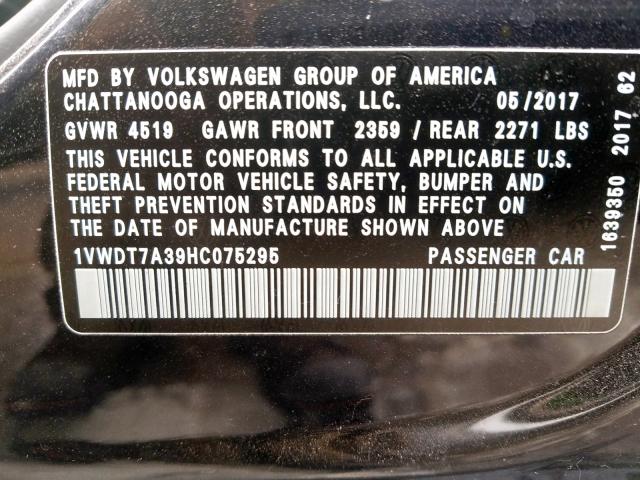 MFD BY VOLKSWAGEN GROUP OF AMERICA
CHATTANOOGA OPERATIONS, LLC. 05/2017
GVWR 4519 GAWR FRONT 2359 / REAR 2271 LBS
THIS VEHICLE CONFORMS TO ALL APPLICABLE U.S.
FEDERAL MOTOR VEHICLE SAFETY, BUMPER AND
THEFT PREVENTION STANDARDS IN EFFECT ON
THE DATE OF MANUFACTURE SHOWN ABOVE
1VWDT7A39HC075295 PASSENGER CAR
1639350 2017 62